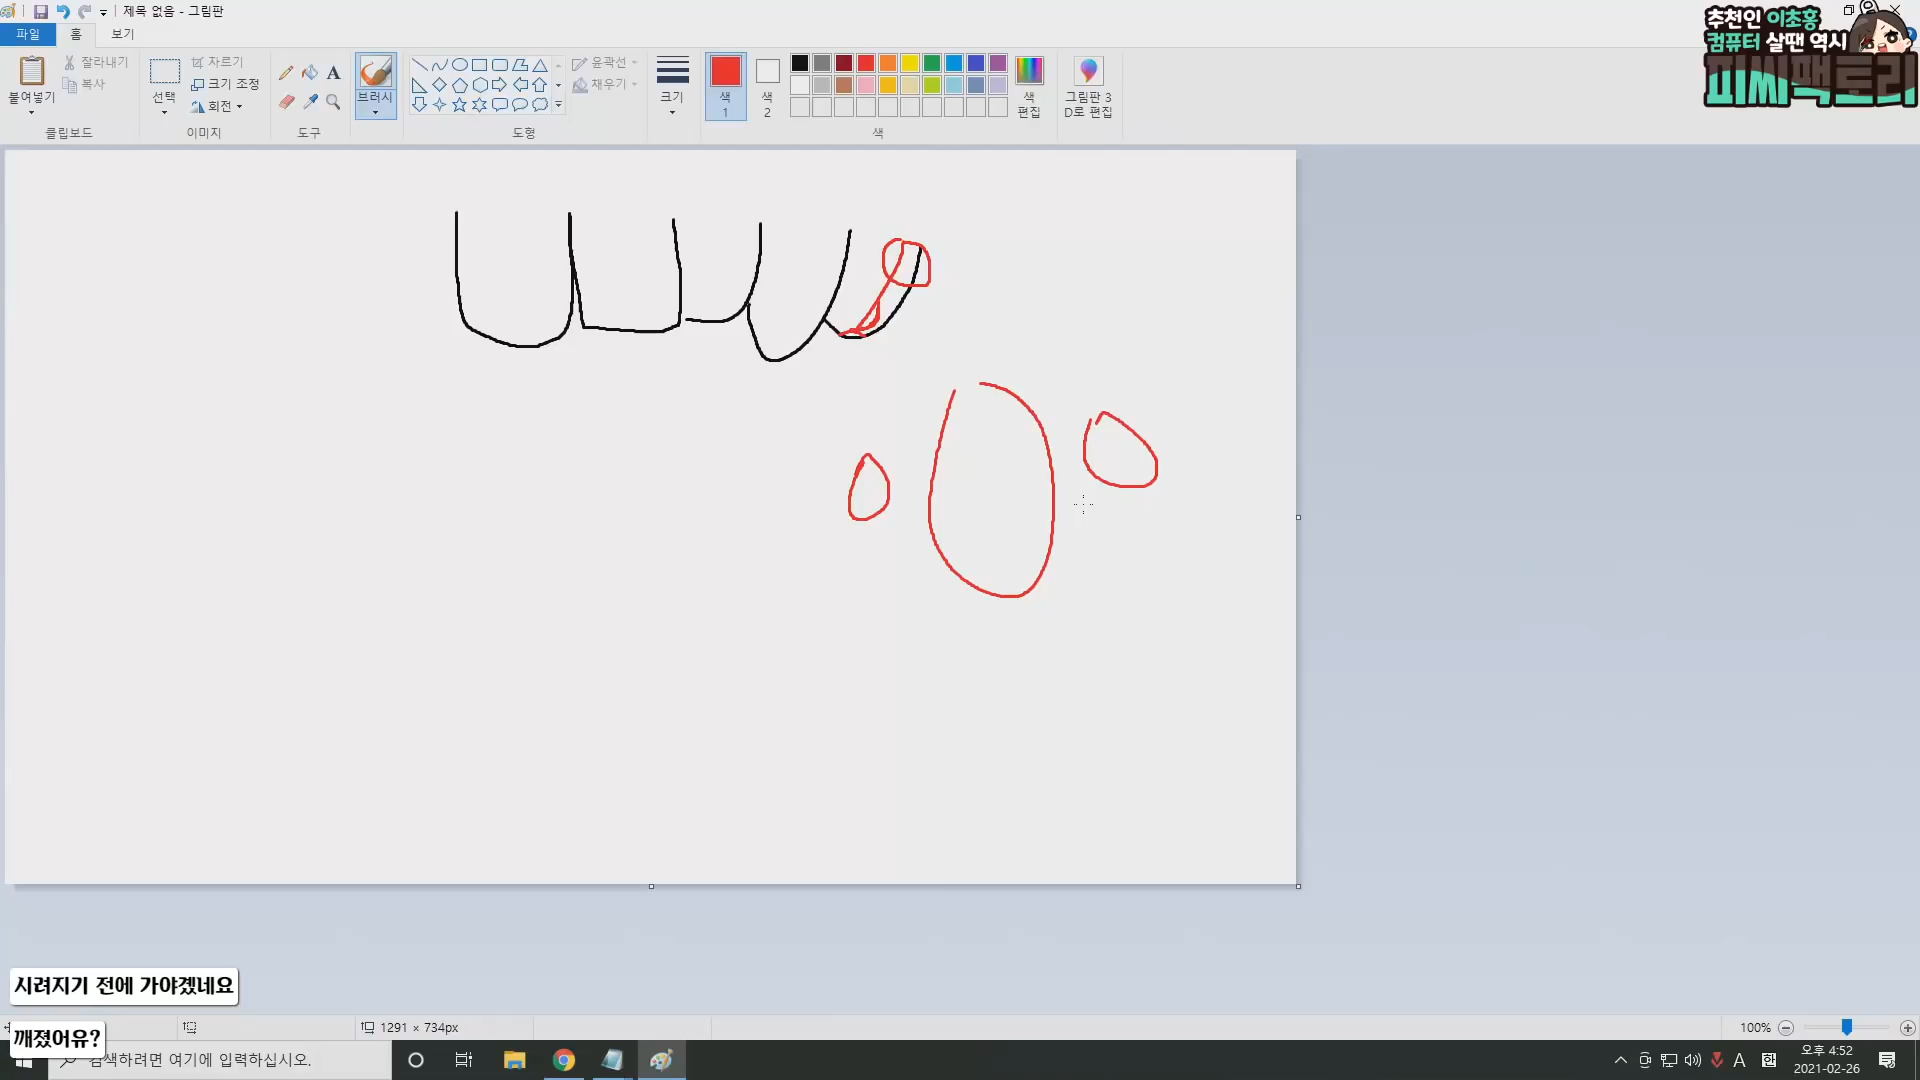 제목 없음 - 그림판
파일
홈
보기
붙여넣기
잘라내기
복사
클립보드
선택
자르기
크기 조정
회전
이미지
A
도구
브러시
윤곽선
채우기
도형
크기
색
1
색
2
색
편집
색
그림판 3
D로 편집
추천인 이초홍
컴퓨터 살땐 역시
피씨팩토리
시려지기 전에 가야겠네요
깨졌어유?
1291 × 734px
100%
검색하려면 여기에 입력하십시오.
A
한
오후 4:52
2021-02-26